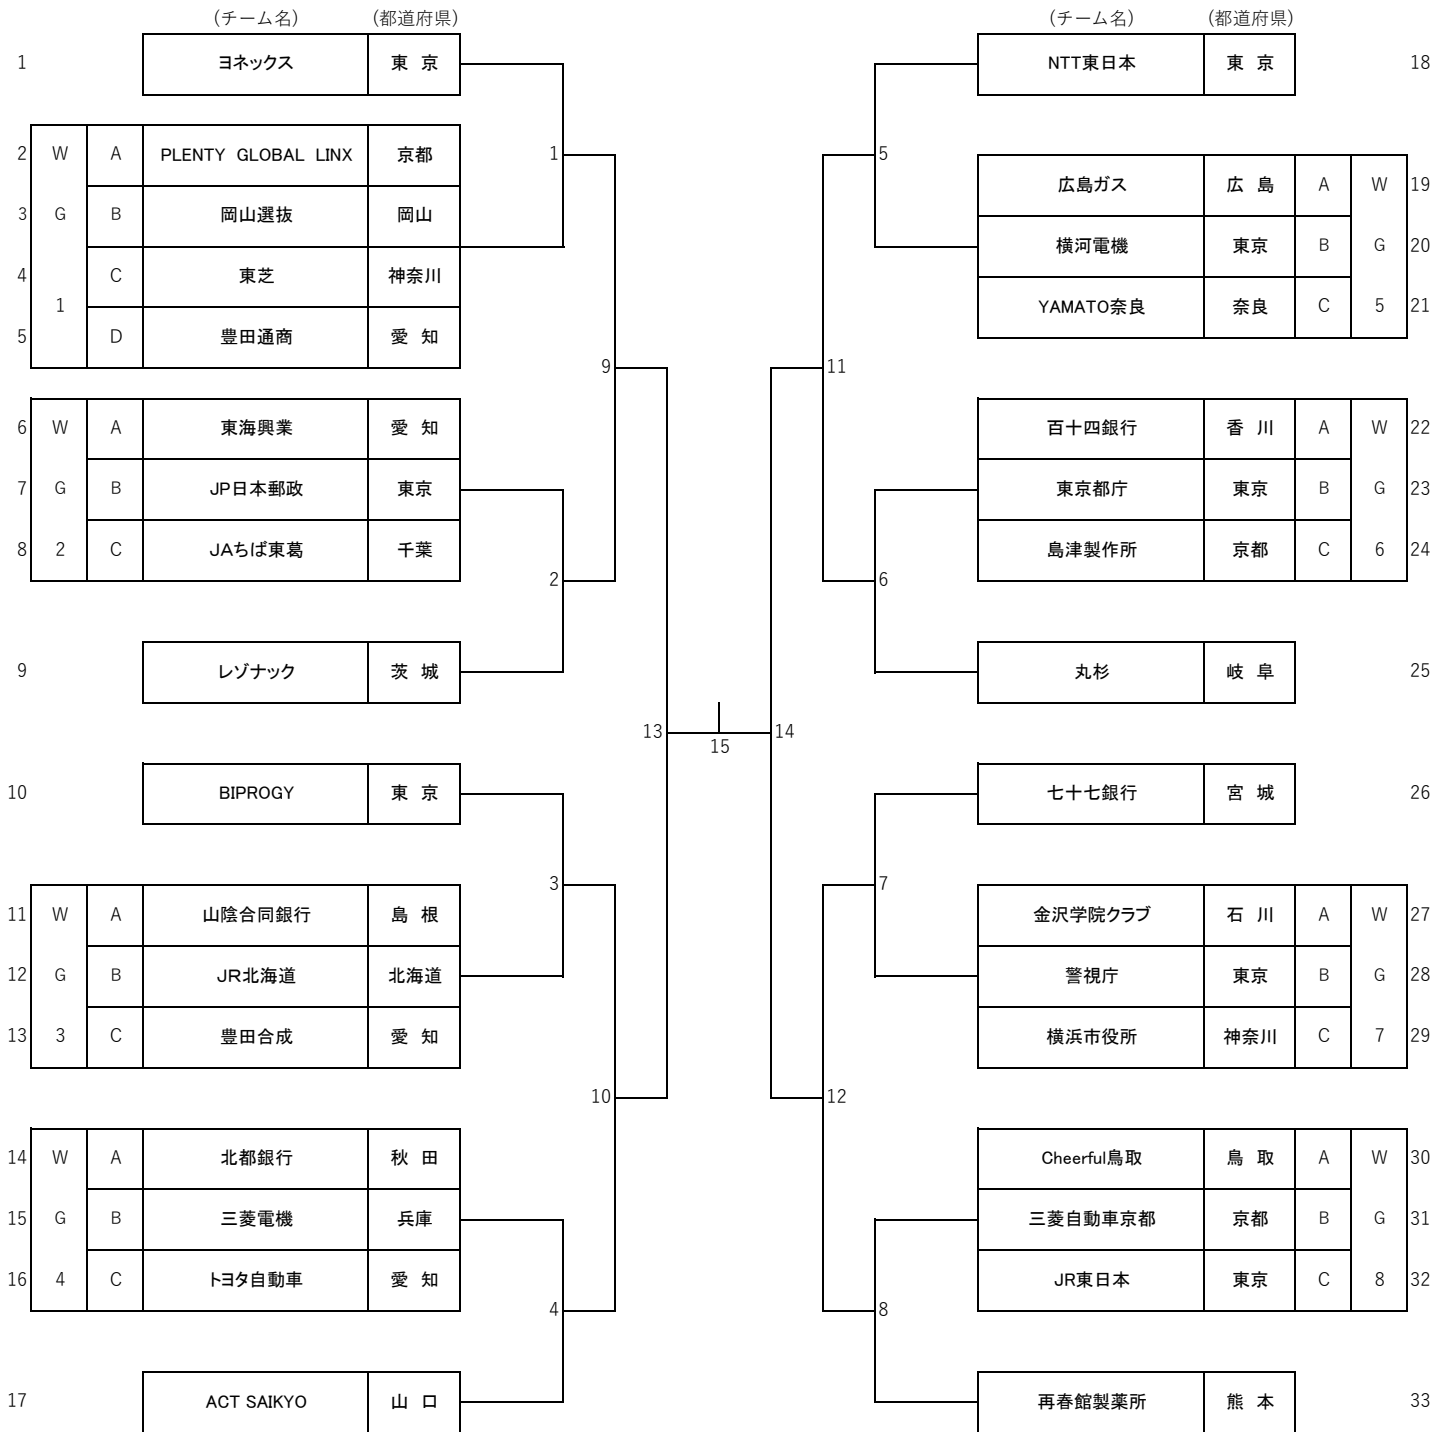 (チーム名) (都道府県) (チーム名) (都道府県)
1 ヨネックス 東 京 NTT東日本 東 京 18
2 W A PLENTY GLOBAL LINX 京都 1 5
広島ガス 広 島 A W 19
3 G B 岡山選抜 岡山
横河電機 東京 B G 20
4 C 東芝 神奈川
1 YAMATO奈良 奈良 C 5 21
5 D 豊田通商 愛 知
9 11
6 W A 東海興業 愛 知 百十四銀行 香 川 A W 22
7 G B JP日本郵政 東京 東京都庁 東京 B G 23
8 2 C JAちば東葛 千葉 島津製作所 京都 C 6 24
2 6
9 レゾナック 茨 城 丸杉 岐 阜 25
13 14
15
10 BIPROGY 東 京 七十七銀行 宮 城 26
3 7
11 W A 山陰合同銀行 島 根 金沢学院クラブ 石 川 A W 27
12 G B JR北海道 北海道 警視庁 東京 B G 28
13 3 C 豊田合成 愛 知 横浜市役所 神奈川 C 7 29
10 12
14 W A 北都銀行 秋 田 Cheerful鳥取 鳥 取 A W 30
15 G B 三菱電機 兵庫 三菱自動車京都 京都 B G 31
16 4 C トヨタ自動車 愛 知 JR東日本 東京 C 8 32
4 8
17 ACT SAIKYO 山 口 再春館製薬所 熊 本 33